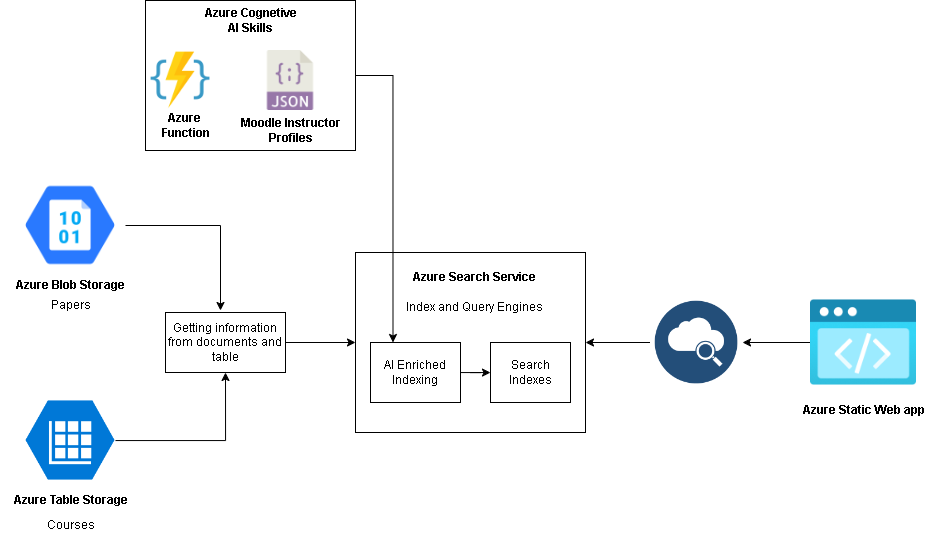 Azure Cognetive
AI Skills
{;}
JSON
Azure
Function
Moodle Instructor
Profiles
10
01
Azure Blob Storage
Papers
Getting information
from documents and
table
Azure Search Service
Index and Query Engines
AI Enriched
Indexing
Search
Indexes
</>
Azure Static Web app
Azure Table Storage
Courses